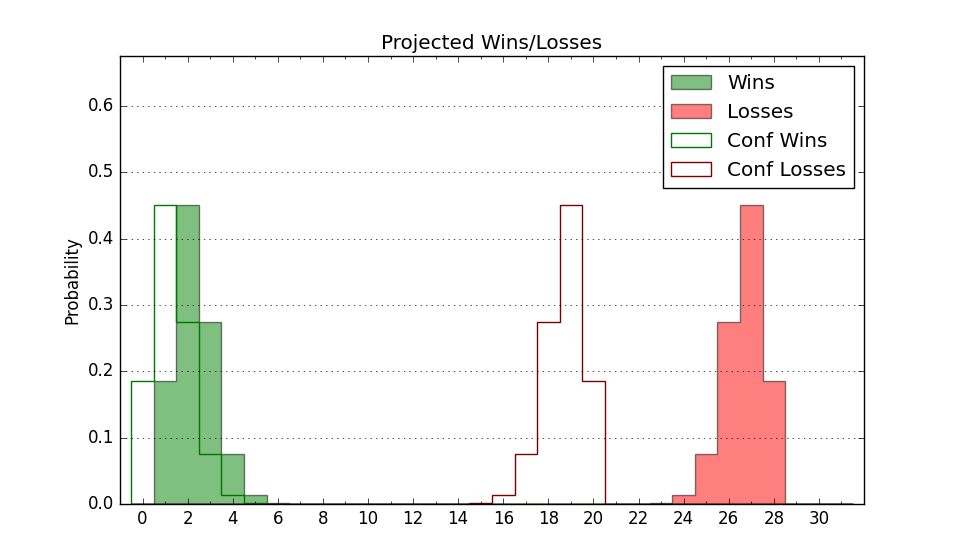 Projected Wins/Losses
Wins
Losses
Conf Wins
Conf Losses
Probability
0.6
0.5
0.4
0.3
0.2
0.1
0.0
0 2 4 6 8 10 12 14 16 18 20 22 24 26 28 30